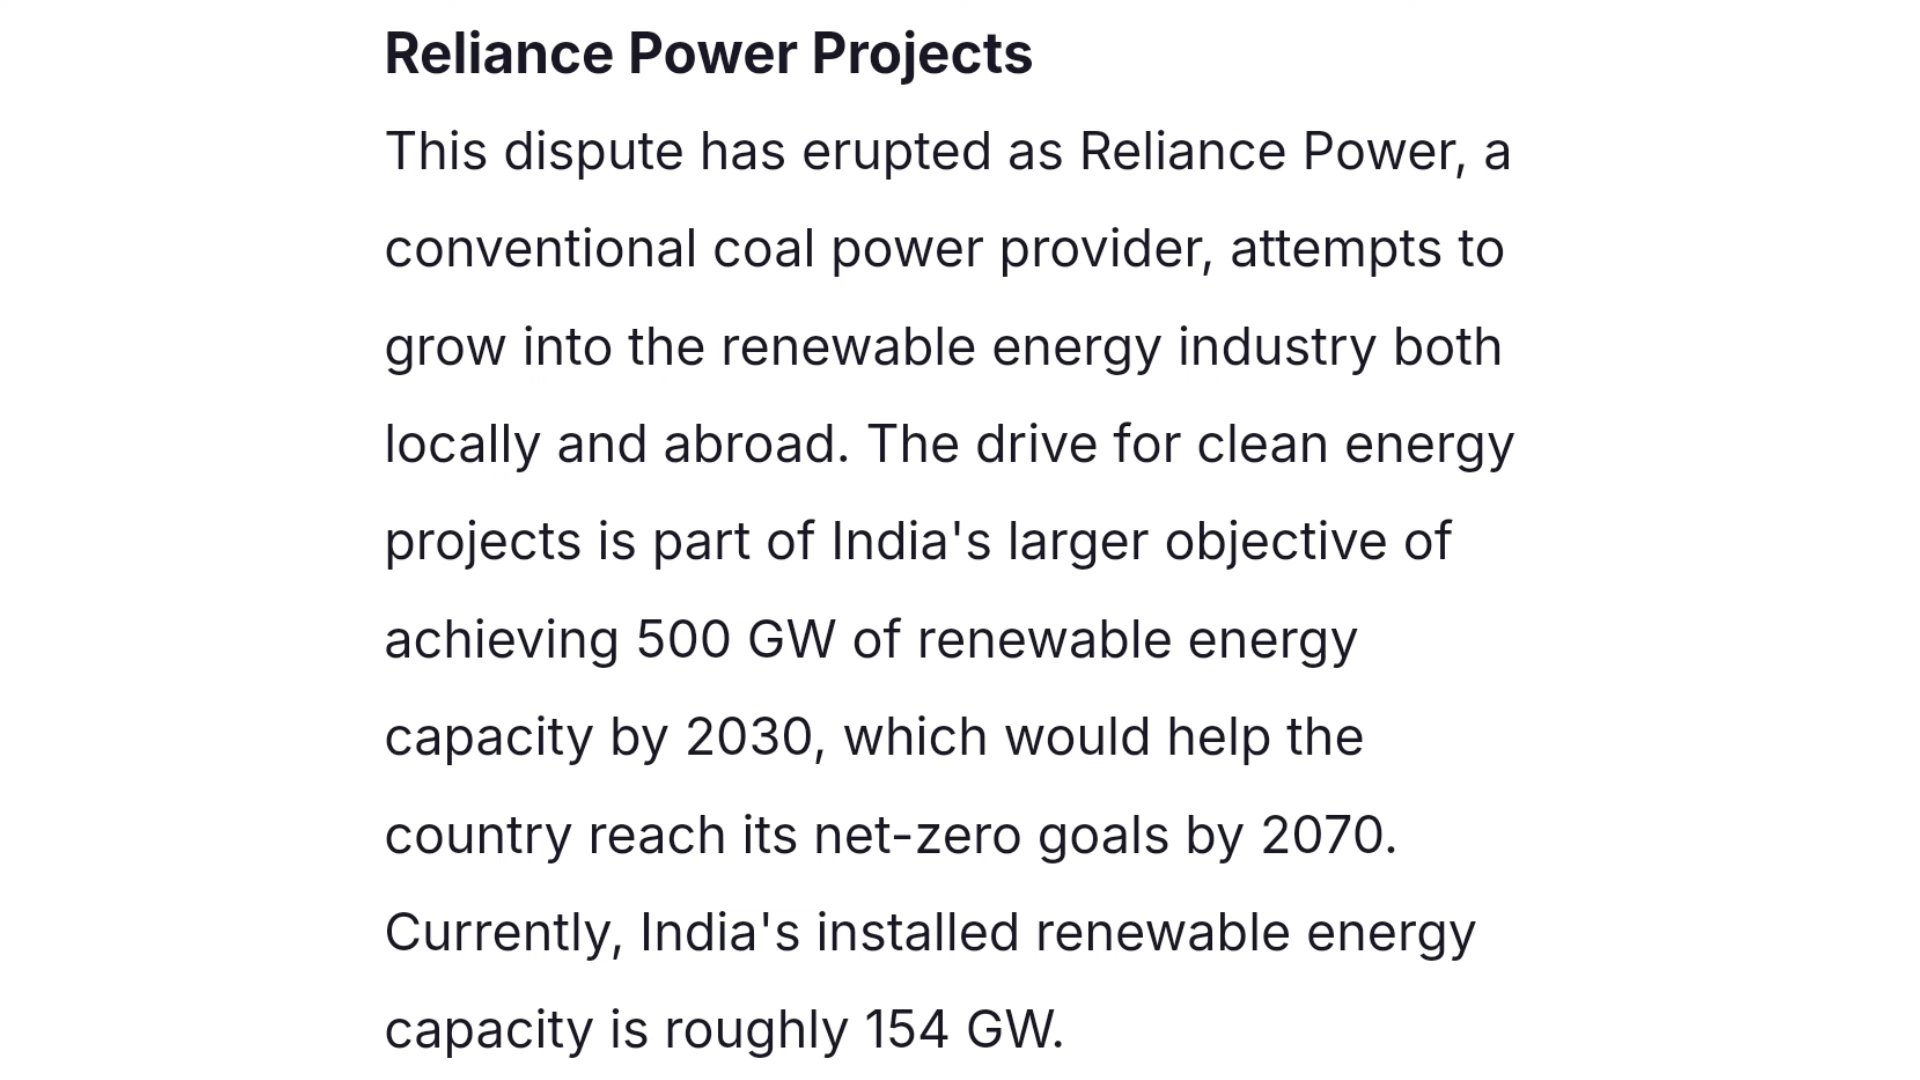 Reliance Power Projects
This dispute has erupted as Reliance Power, a
conventional coal power provider, attempts to
grow into the renewable energy industry both
locally and abroad. The drive for clean energy
projects is part of India's larger objective of
achieving 500 GW of renewable energy
capacity by 2030, which would help the
country reach its net-zero goals by 2070.
Currently, India's installed renewable energy
capacity is roughly 154 GW.